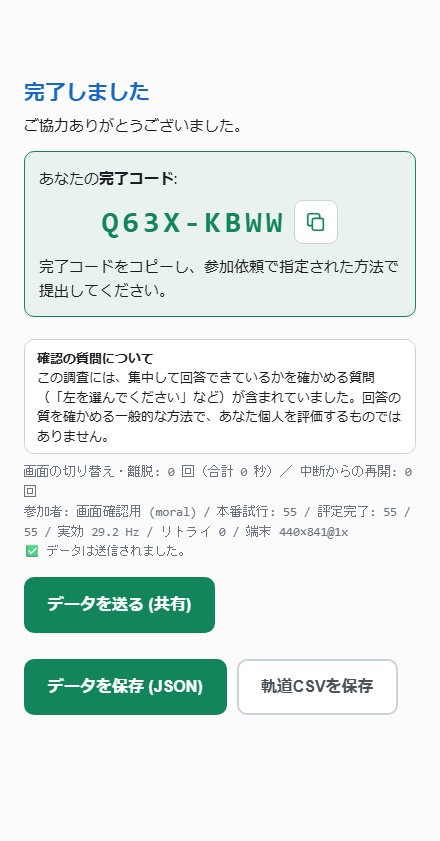 完了しました
ご協力ありがとうございました。
あなたの完了コード:
Q63X-KBWW
完了コードをコピーし、参加依頼で指定された方法で
提出してください。
確認の質問について
この調査には、集中して回答できているかを確かめる質問
（「左を選んでください」など）が含まれていました。回答の
質を確かめる一般的な方法で、あなた個人を評価するものでは
ありません。
画面の切り替え・離脱: 0 回（合計 0 秒）／ 中断からの再開: 0
回
参加者: 画面確認用 (moral) / 本番試行: 55 / 評定完了: 55 /
55 / 実効 29.2 Hz / リトライ 0 / 端末 440×841@1x
✅ データは送信されました。
データを送る (共有)
データを保存 (JSON)
軌道CSVを保存